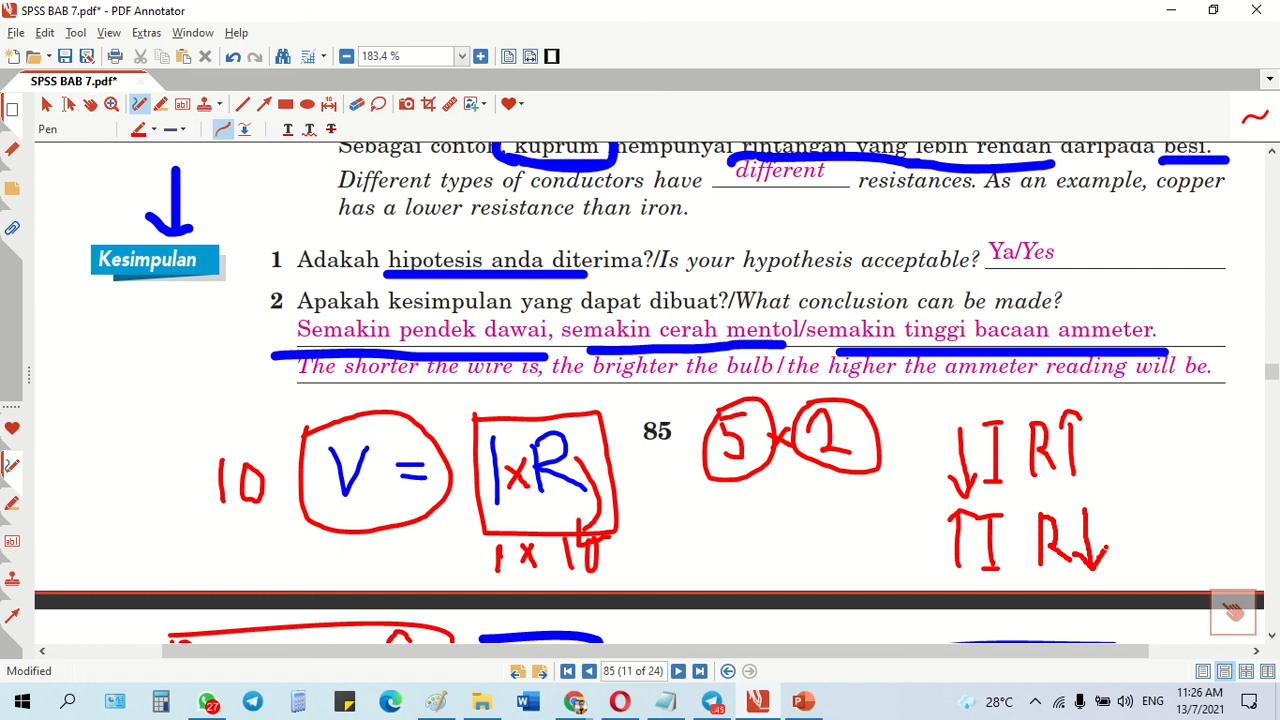 SPSS BAB 7.pdf* - PDF Annotator
File Edit Tool View Extras Window Help
183.4 %
SPSS BAB 7.pdf*
Pen
Sebagai contoh, kuprum mempunyai rintangan yang lebih rendah daripada besi.
Different types of conductors have different resistances. As an example, copper
has a lower resistance than iron.
Kesimpulan
1 Adakah hipotesis anda diterima?/Is your hypothesis acceptable? Ya/Yes
2 Apakah kesimpulan yang dapat dibuat?/What conclusion can be made?
Semakin pendek dawai, semakin cerah mentol/semakin tinggi bacaan ammeter.
The shorter the wire is, the brighter the bulb/the higher the ammeter reading will be.
85
5 x 2
10 V = I x R
↓ I R ↑
1 x 10
↑ I R ↓
Modified
85 (11 of 24)
27
45
28°C
ENG
11:26 AM
13/7/2021